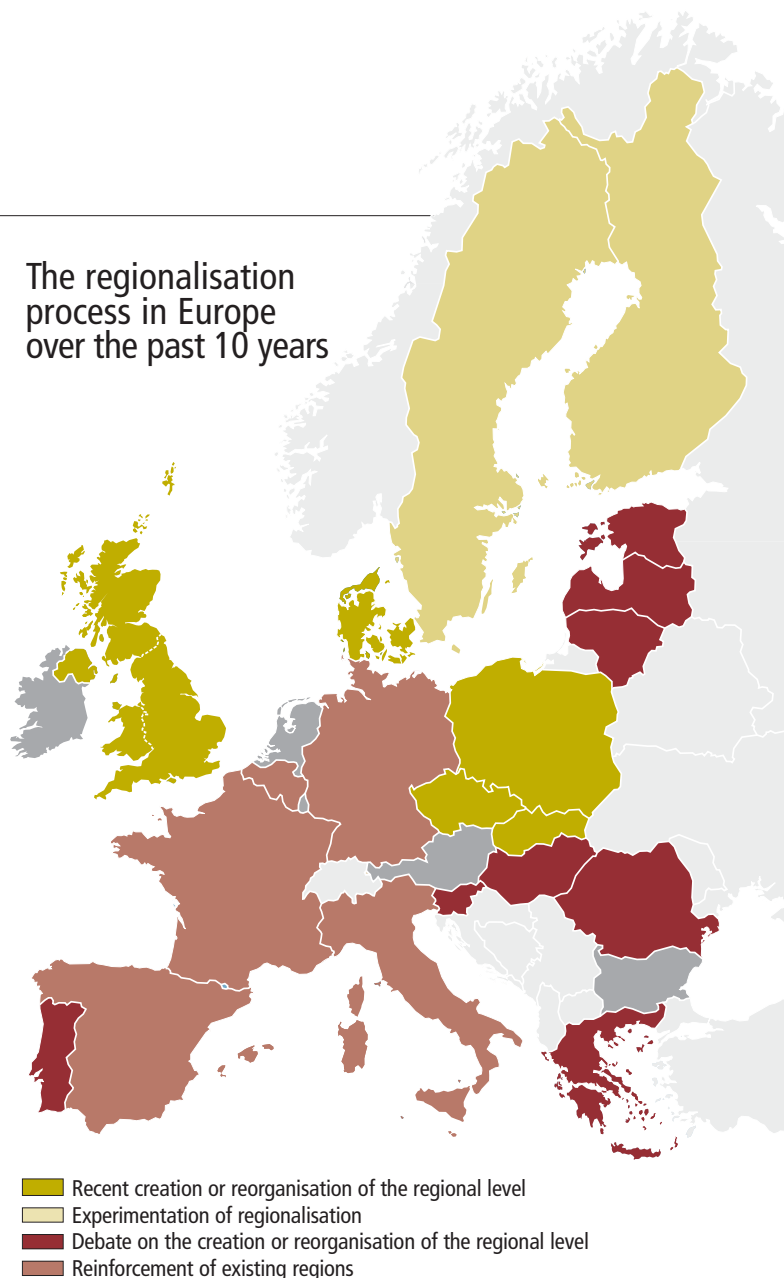 The regionalisation
process in Europe
over the past 10 years
Recent creation or reorganisation of the regional level
Experimentation of regionalisation
Debate on the creation or reorganisation of the regional level
Reinforcement of existing regions